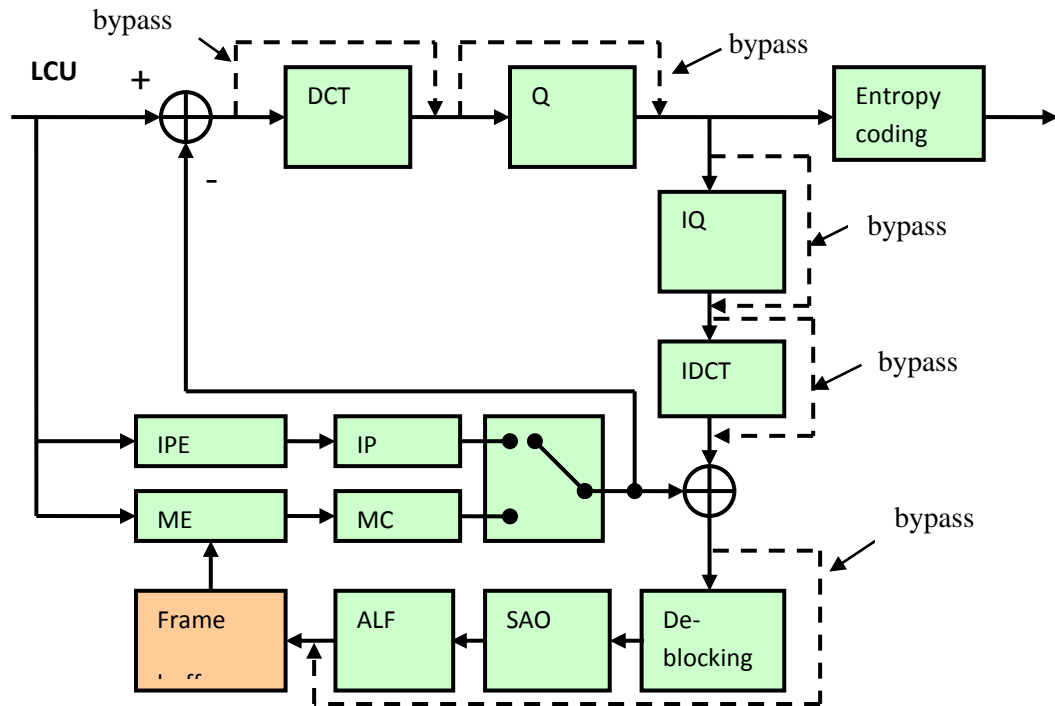 bypass
bypass
LCU
+
DCT
Q
Entropy
coding
-
IQ
bypass
IDCT
bypass
IPE
IP
ME
MC
bypass
Frame
ALF
SAO
De-
blocking